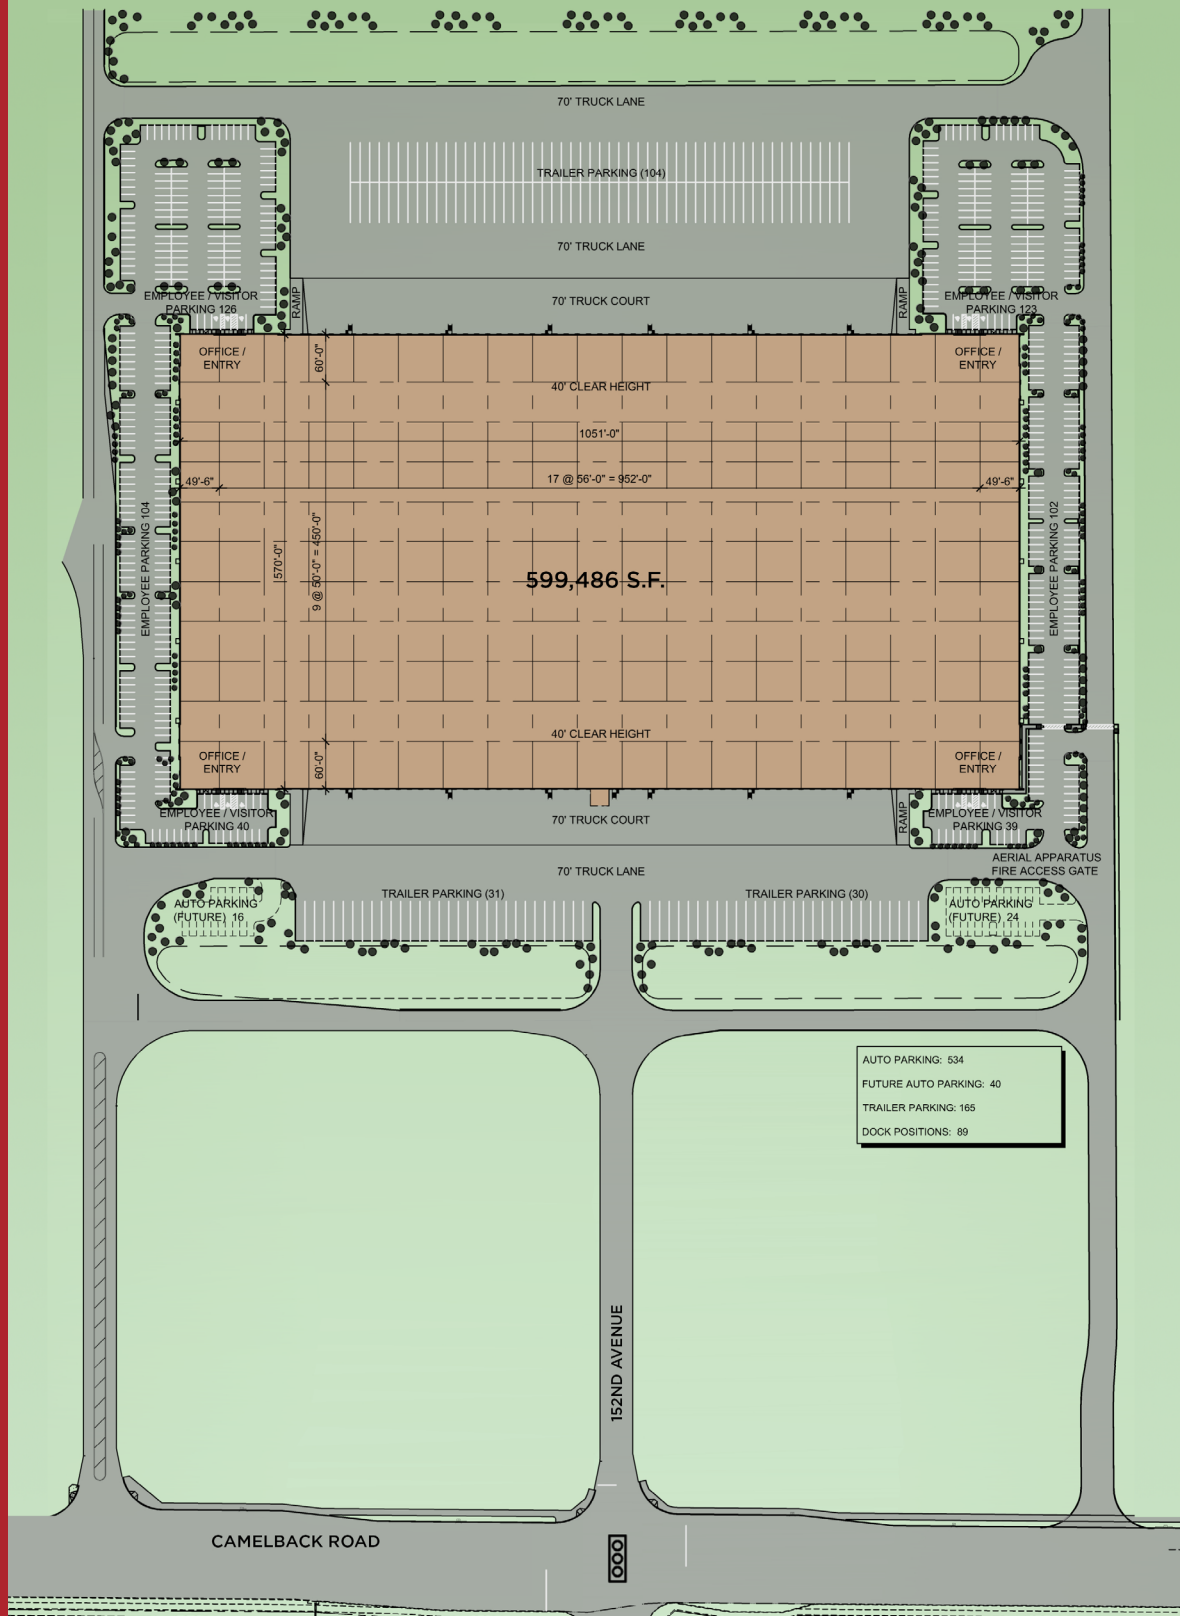 70' TRUCK LANE
TRAILER PARKING (104)
70' TRUCK LANE
EMPLOYEE / VISITOR
PARKING 126
RAMP
70' TRUCK COURT
RAMP
EMPLOYEE / VISITOR
PARKING 123
OFFICE /
ENTRY
60'-0"
OFFICE /
ENTRY
40' CLEAR HEIGHT
1051'-0"
49'-6"
17 @ 56'-0" = 952'-0"
49'-6"
EMPLOYEE PARKING 104
570'-0"
9 @ 50'-0" = 450'-0"
599,486 S.F.
EMPLOYEE PARKING 102
40' CLEAR HEIGHT
OFFICE /
ENTRY
60'-0"
OFFICE /
ENTRY
EMPLOYEE / VISITOR
PARKING 40
70' TRUCK COURT
RAMP
EMPLOYEE / VISITOR
PARKING 39
AERIAL APPARATUS
FIRE ACCESS GATE
70' TRUCK LANE
AUTO PARKING
(FUTURE) 16
TRAILER PARKING (31)
TRAILER PARKING (30)
AUTO PARKING
(FUTURE) 24
AUTO PARKING: 534
FUTURE AUTO PARKING: 40
TRAILER PARKING: 165
DOCK POSITIONS: 89
152ND AVENUE
CAMELBACK ROAD